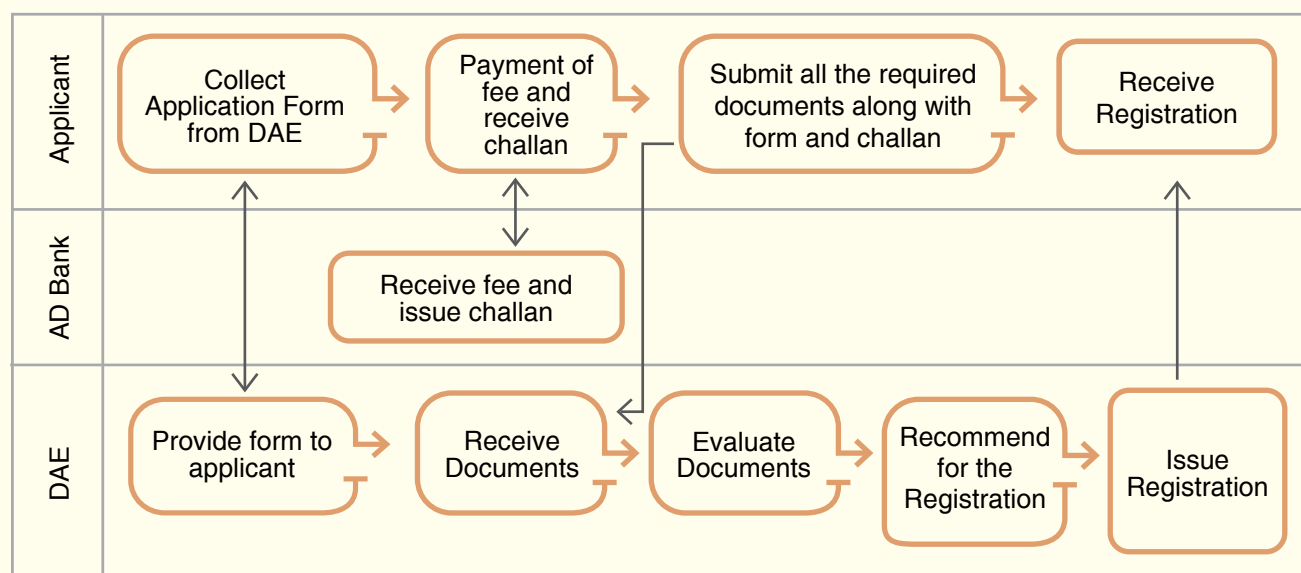 Applicant
Collect
Application Form
from DAE
Payment of
fee and
receive
challan
Submit all the required
documents along with
form and challan
Receive
Registration
AD Bank
Receive fee and
issue challan
DAE
Provide form to
applicant
Receive
Documents
Evaluate
Documents
Recommend
for the
Registration
Issue
Registration